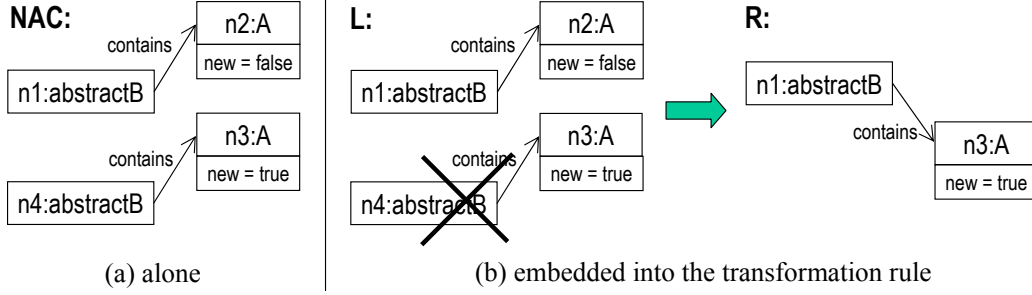 NAC:
n2:A
new = false
contains
n1:abstractB
n3:A
new = true
contains
n4:abstractB
(a) alone
L:
n2:A
new = false
contains
n1:abstractB
n3:A
new = true
contains
n4:abstractB
R:
n1:abstractB
contains
n3:A
new = true
(b) embedded into the transformation rule